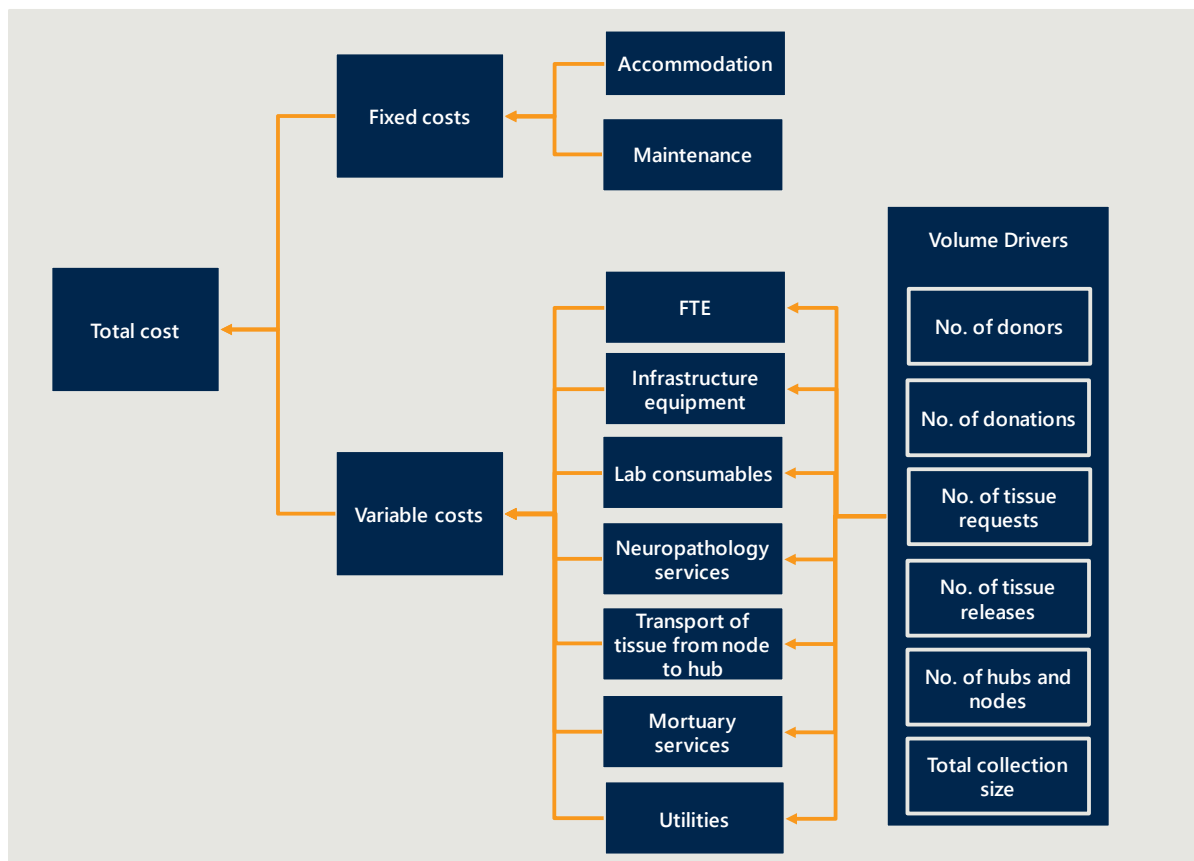 Total cost
Fixed costs
Variable costs
Accommodation
Maintenance
FTE
Infrastructure
equipment
Lab consumables
Neuropathology
services
Transport of
tissue from node
to hub
Mortuary
services
Utilities
Volume Drivers
No. of donors
No. of donations
No. of tissue
requests
No. of tissue
releases
No. of hubs and
nodes
Total collection
size